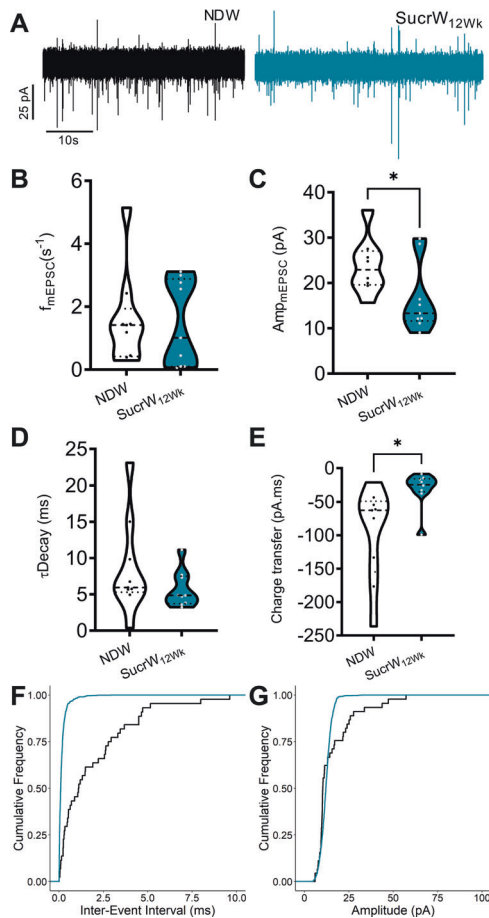 A
NDW
SucrW12Wk
25 pA
10s
B
fmEPSC(s-1)
6
4
2
0
NDW
SucrW12Wk
C
*
AmpmEPSC (pA)
40
30
20
10
0
NDW
SucrW12Wk
D
τDecay (ms)
25
20
15
10
5
0
NDW
SucrW12Wk
E
*
Charge transfer (pA.ms)
0
-50
-100
-150
-200
-250
NDW
SucrW12Wk
F
Cumulative Frequency
1.00
0.75
0.50
0.25
0.00
0.0 2.5 5.0 7.5 10.0
Inter-Event Interval (ms)
G
Cumulative Frequency
1.00
0.75
0.50
0.25
0.00
0 25 50 75 100
Amplitude (pA)